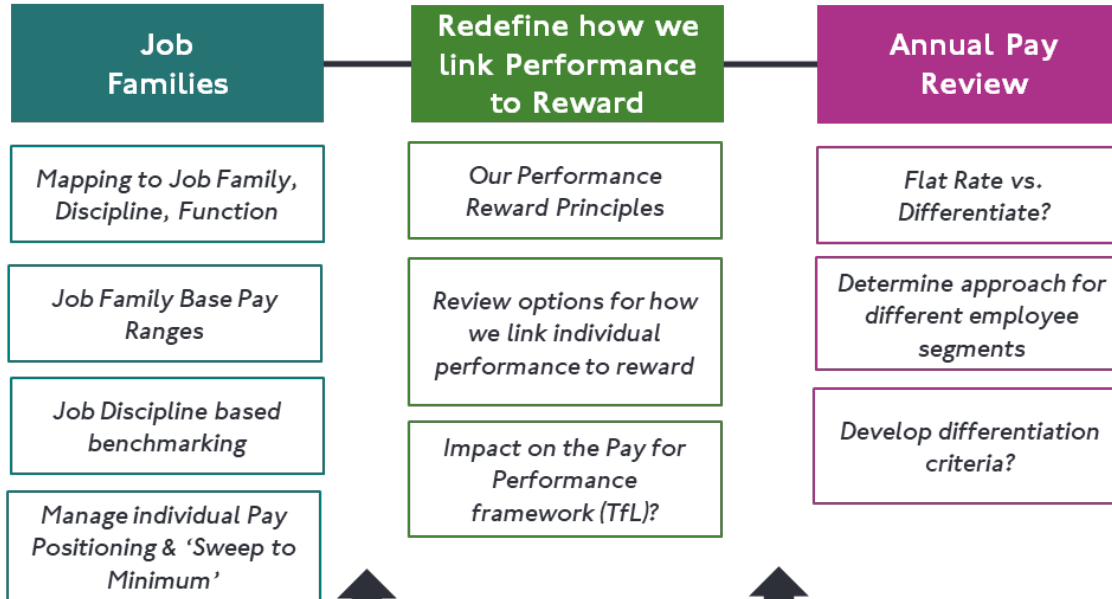 Job
Families
Mapping to Job Family,
Discipline, Function
Job Family Base Pay
Ranges
Job Discipline based
benchmarking
Manage individual Pay
Positioning & ‘Sweep to
Minimum’
Redefine how we
link Performance
to Reward
Our Performance
Reward Principles
Review options for how
we link individual
performance to reward
Impact on the Pay for
Performance
framework (TfL)?
Annual Pay
Review
Flat Rate vs.
Differentiate?
Determine approach for
different employee
segments
Develop differentiation
criteria?